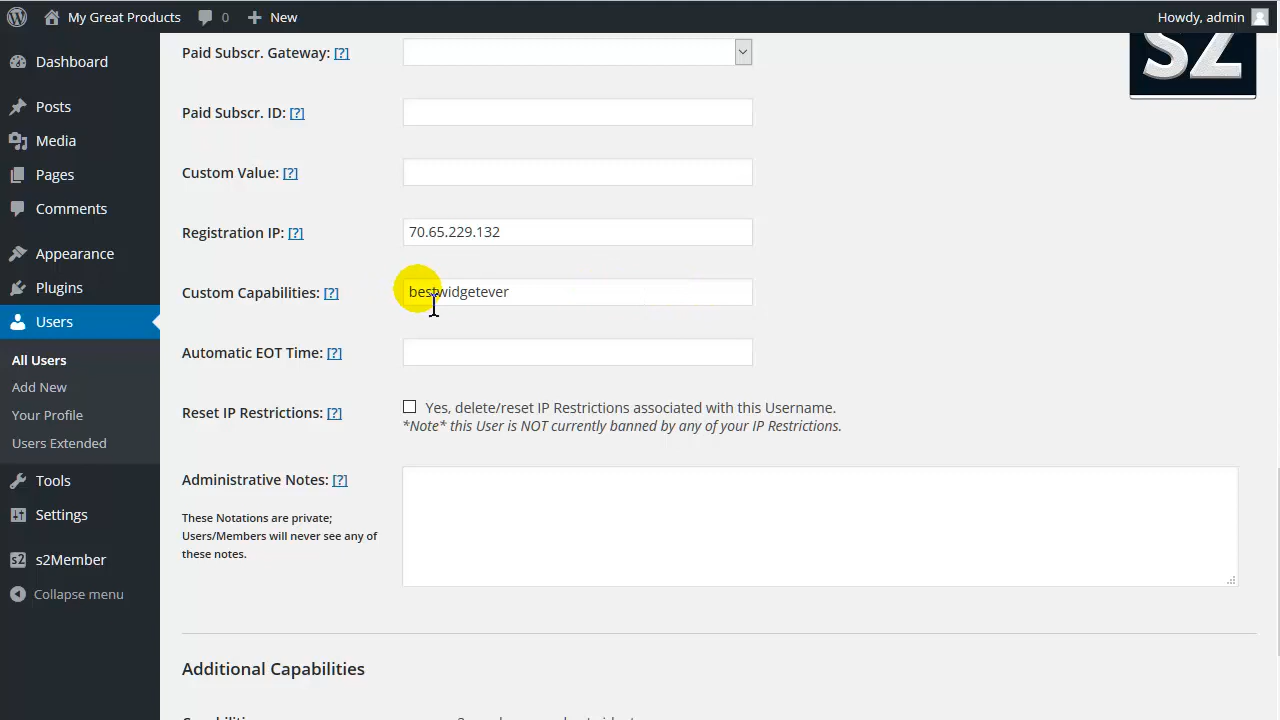 My Great Products 0 New Howdy, admin
Dashboard
Posts
Media
Pages
Comments
Appearance
Plugins
Users
All Users
Add New
Your Profile
Users Extended
Tools
Settings
s2Member
Collapse menu
S2
Paid Subscr. Gateway: [?]
Paid Subscr. ID: [?]
Custom Value: [?]
Registration IP: [?] 70.65.229.132
Custom Capabilities: [?] bestwidgetever
Automatic EOT Time: [?]
Reset IP Restrictions: [?] Yes, delete/reset IP Restrictions associated with this Username.
*Note* this User is NOT currently banned by any of your IP Restrictions.
Administrative Notes: [?]
These Notations are private;
Users/Members will never see any of
these notes.
Additional Capabilities